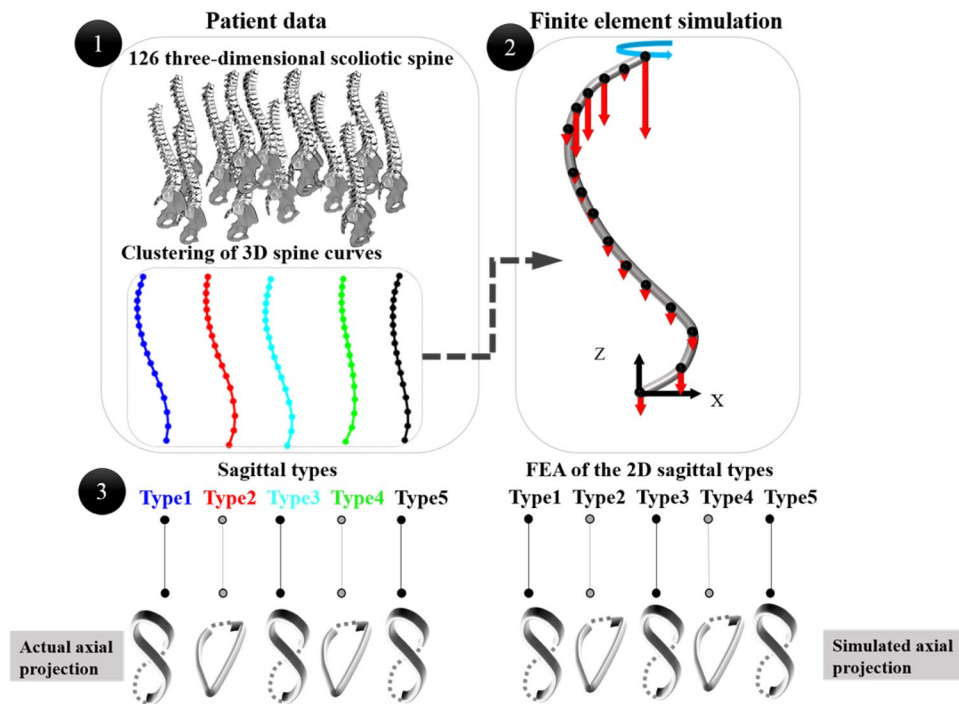 1
Patient data
126 three-dimensional scoliotic spine
Clustering of 3D spine curves
2
Finite element simulation
Z
X
3
Sagittal types
Type1 Type2 Type3 Type4 Type5
Actual axial
projection
FEA of the 2D sagittal types
Type1 Type2 Type3 Type4 Type5
Simulated axial
projection